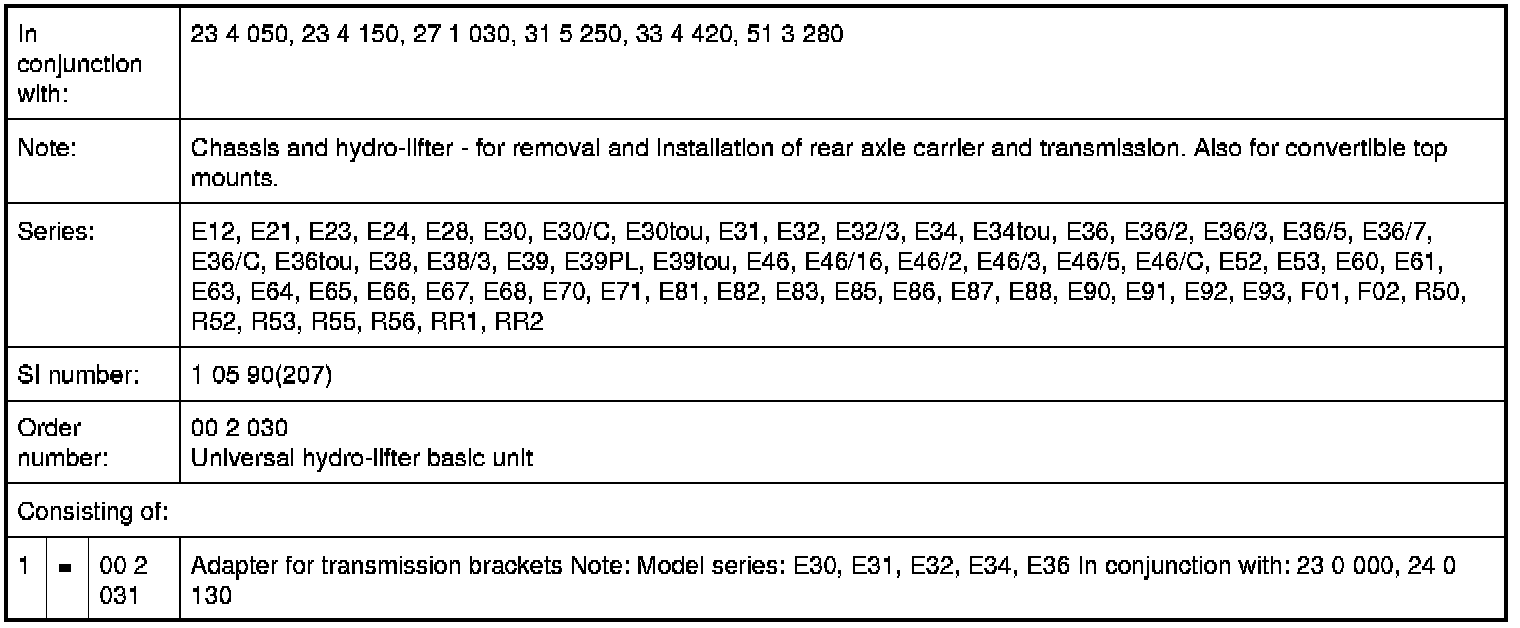 In
conjunction
with:
23 4 050, 23 4 150, 27 1 030, 31 5 250, 33 4 420, 51 3 280
Note:
Chassis and hydro-lifter - for removal and installation of rear axle carrier and transmission. Also for convertible top
mounts.
Series:
E12, E21, E23, E24, E28, E30, E30/C, E30tou, E31, E32, E32/3, E34, E34tou, E36, E36/2, E36/3, E36/5, E36/7,
E36/C, E36tou, E38, E38/3, E39, E39PL, E39tou, E46, E46/16, E46/2, E46/3, E46/5, E46/C, E52, E53, E60, E61,
E63, E64, E65, E66, E67, E68, E70, E71, E81, E82, E83, E85, E86, E87, E88, E90, E91, E92, E93, F01, F02, R50,
R52, R53, R55, R56, RR1, RR2
SI number:
1 05 90(207)
Order
number:
00 2 030
Universal hydro-lifter basic unit
Consisting of:
1 = 00 2
031
Adapter for transmission brackets Note: Model series: E30, E31, E32, E34, E36 In conjunction with: 23 0 000, 24 0
130